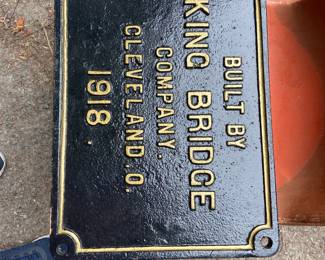 BUILT BY
KING BRIDGE
COMPANY.
CLEVELAND O.
1918.